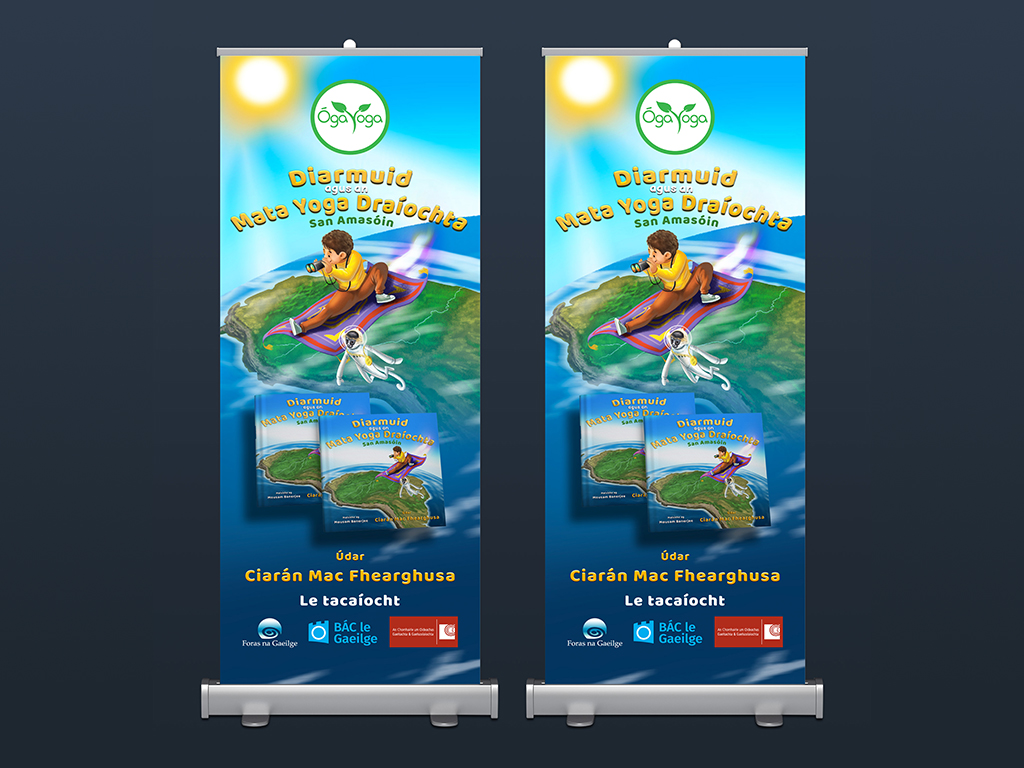 ÓgaYoga
Diarmuid
agus an
Mata Yoga Draíochta
San Amasóin
Diarmuid
agus an
Mata Yoga Draíochta
San Amasóin
Diarmuid
agus an
Mata Yoga Draíochta
San Amasóin
Mousam Banerjee
Ciarán Mac Fhearghusa
Údar
Ciarán Mac Fhearghusa
Le tacaíocht
Foras na Gaeilge
BÁC le
Gaeilge
An Chomhairle um Oideachas
Gaeltachta & Gaelscolaíochta
ÓgaYoga
Diarmuid
agus an
Mata Yoga Draíochta
San Amasóin
Diarmuid
agus an
Mata Yoga Draíochta
San Amasóin
Diarmuid
agus an
Mata Yoga Draíochta
San Amasóin
Mousam Banerjee
Ciarán Mac Fhearghusa
Údar
Ciarán Mac Fhearghusa
Le tacaíocht
Foras na Gaeilge
BÁC le
Gaeilge
An Chomhairle um Oideachas
Gaeltachta & Gaelscolaíochta